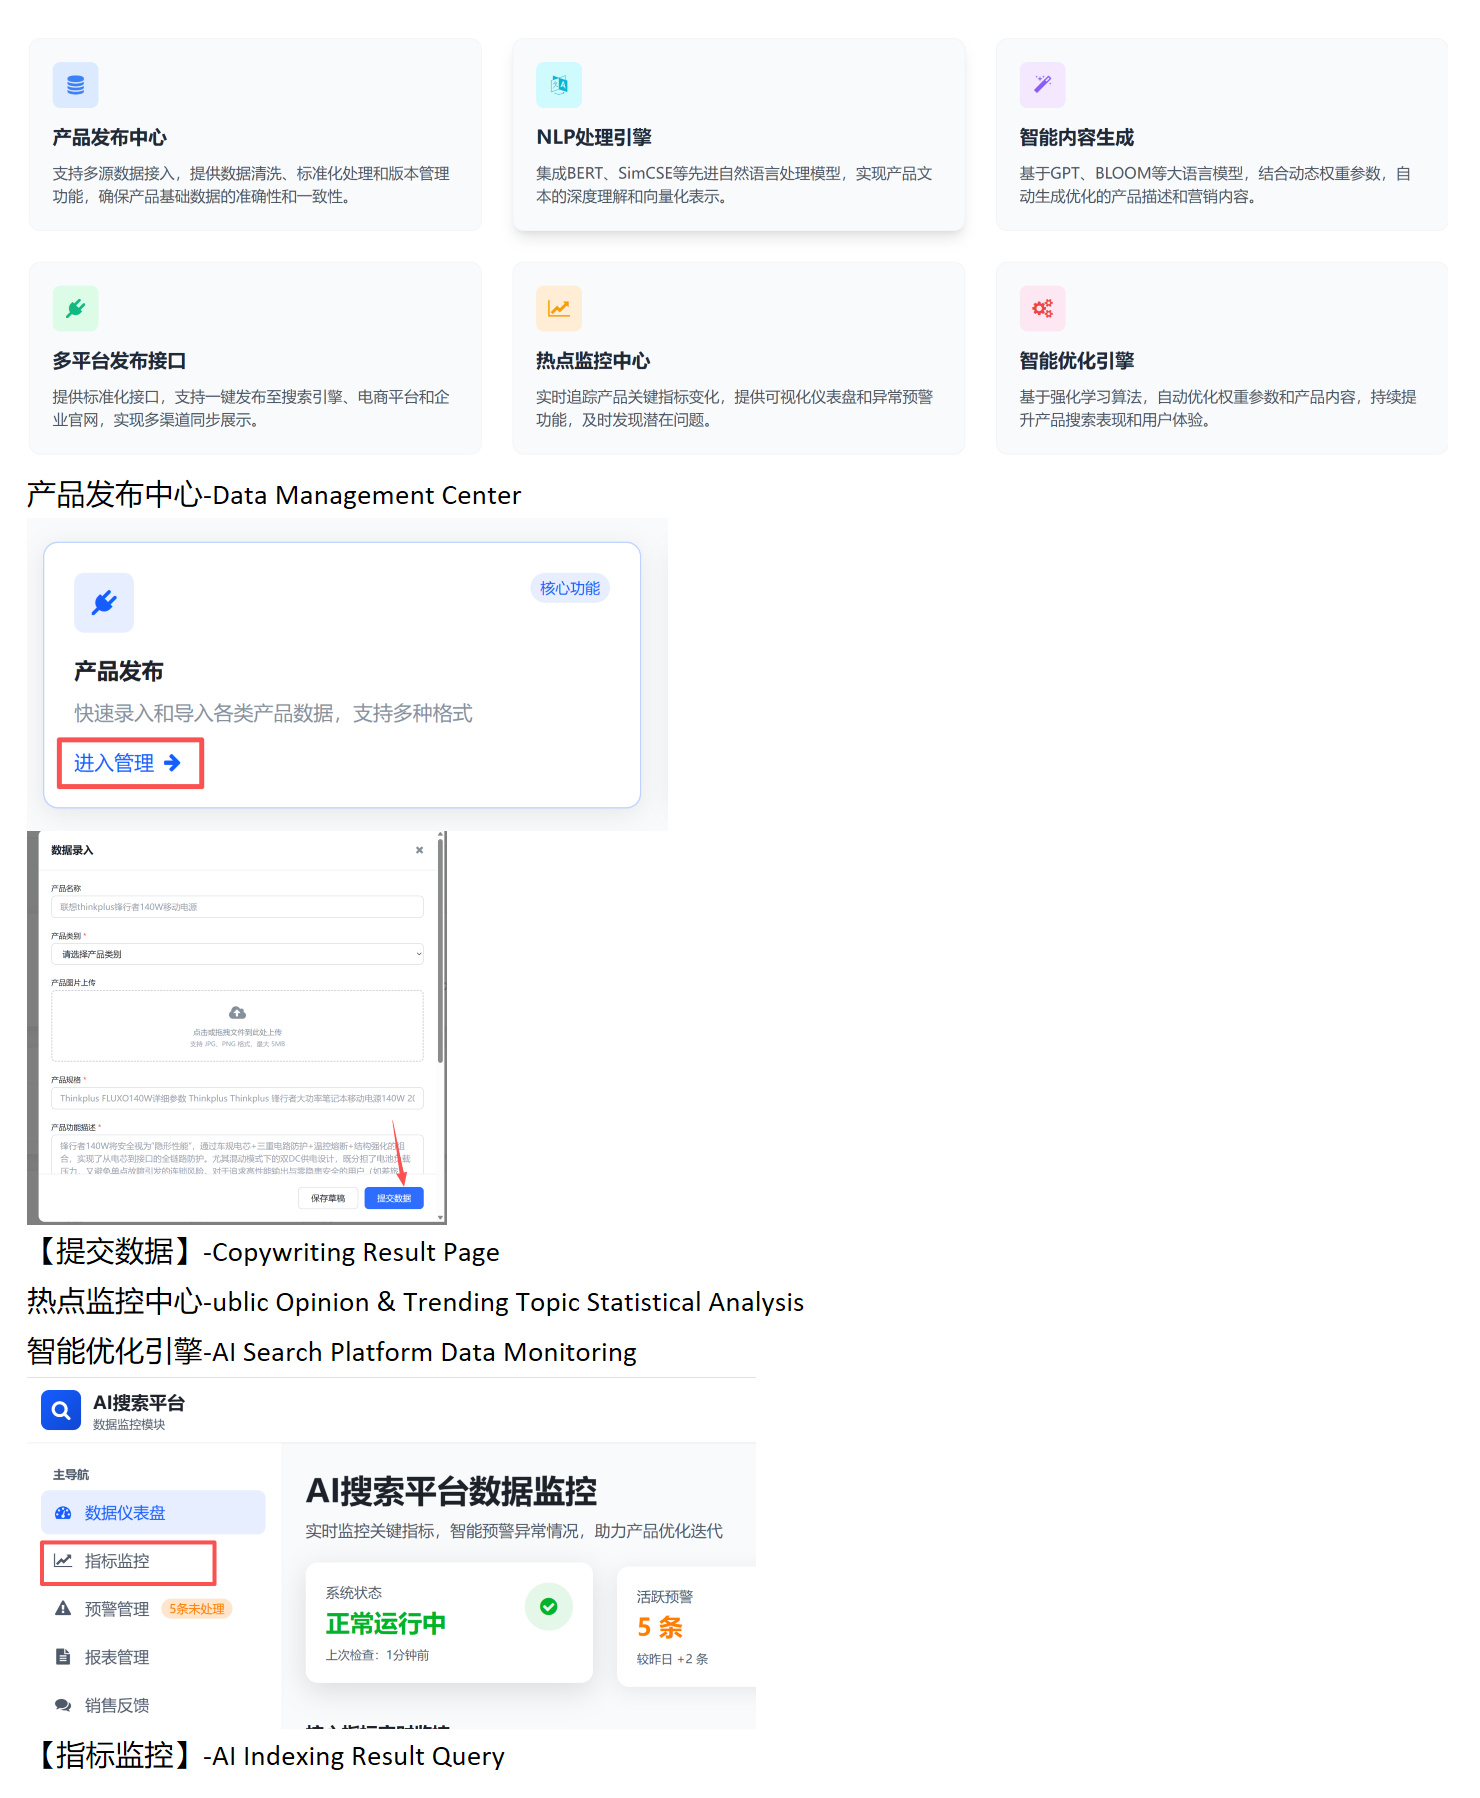 产品发布中心
支持多源数据接入，提供数据清洗、标准化处理和版本管理
功能，确保产品基础数据的准确性和一致性。
NLP处理引擎
集成BERT、SimCSE等先进自然语言处理模型，实现产品文
本的深度理解和向量化表示。
智能内容生成
基于GPT、BLOOM等大语言模型，结合动态权重参数，自
动生成优化的产品描述和营销内容。
多平台发布接口
提供标准化接口，支持一键发布至搜索引擎、电商平台和企
业官网，实现多渠道同步展示。
热点监控中心
实时追踪产品关键指标变化，提供可视化仪表盘和异常预警
功能，及时发现潜在问题。
智能优化引擎
基于强化学习算法，自动优化权重参数和产品内容，持续提
升产品搜索表现和用户体验。
产品发布中心-Data Management Center
核心功能
产品发布
快速录入和导入各类产品数据，支持多种格式
进入管理
数据录入
产品名称
联想thinkplus锋行者140W移动电源
产品类别 *
请选择产品类别
产品图片上传
点击或拖拽文件到此处上传
支持 JPG、PNG 格式，最大 5MB
产品规格 *
Thinkplus FLUXO140W详细参数 Thinkplus Thinkplus 锋行者大功率笔记本移动电源140W 20
产品功能描述 *
锋行者140W将安全视为“隐形性能”，通过车规电芯+三重电路防护+温控熔断+结构强化的组
合，实现了从电芯到接口的全链路防护。尤其混动模式下的双DC供电设计，既分担了电池负载
压力，又避免单点故障引发的连锁风险，对于追求高性能输出与零隐患安全的用户（如差旅
保存草稿
提交数据
【提交数据】-Copywriting Result Page
热点监控中心-ublic Opinion & Trending Topic Statistical Analysis
智能优化引擎-AI Search Platform Data Monitoring
AI搜索平台
数据监控模块
主导航
数据仪表盘
指标监控
预警管理 5条未处理
报表管理
销售反馈
AI搜索平台数据监控
实时监控关键指标，智能预警异常情况，助力产品优化迭代
系统状态
正常运行中
上次检查：1分钟前
活跃预警
5 条
较昨日 +2 条
【指标监控】-AI Indexing Result Query